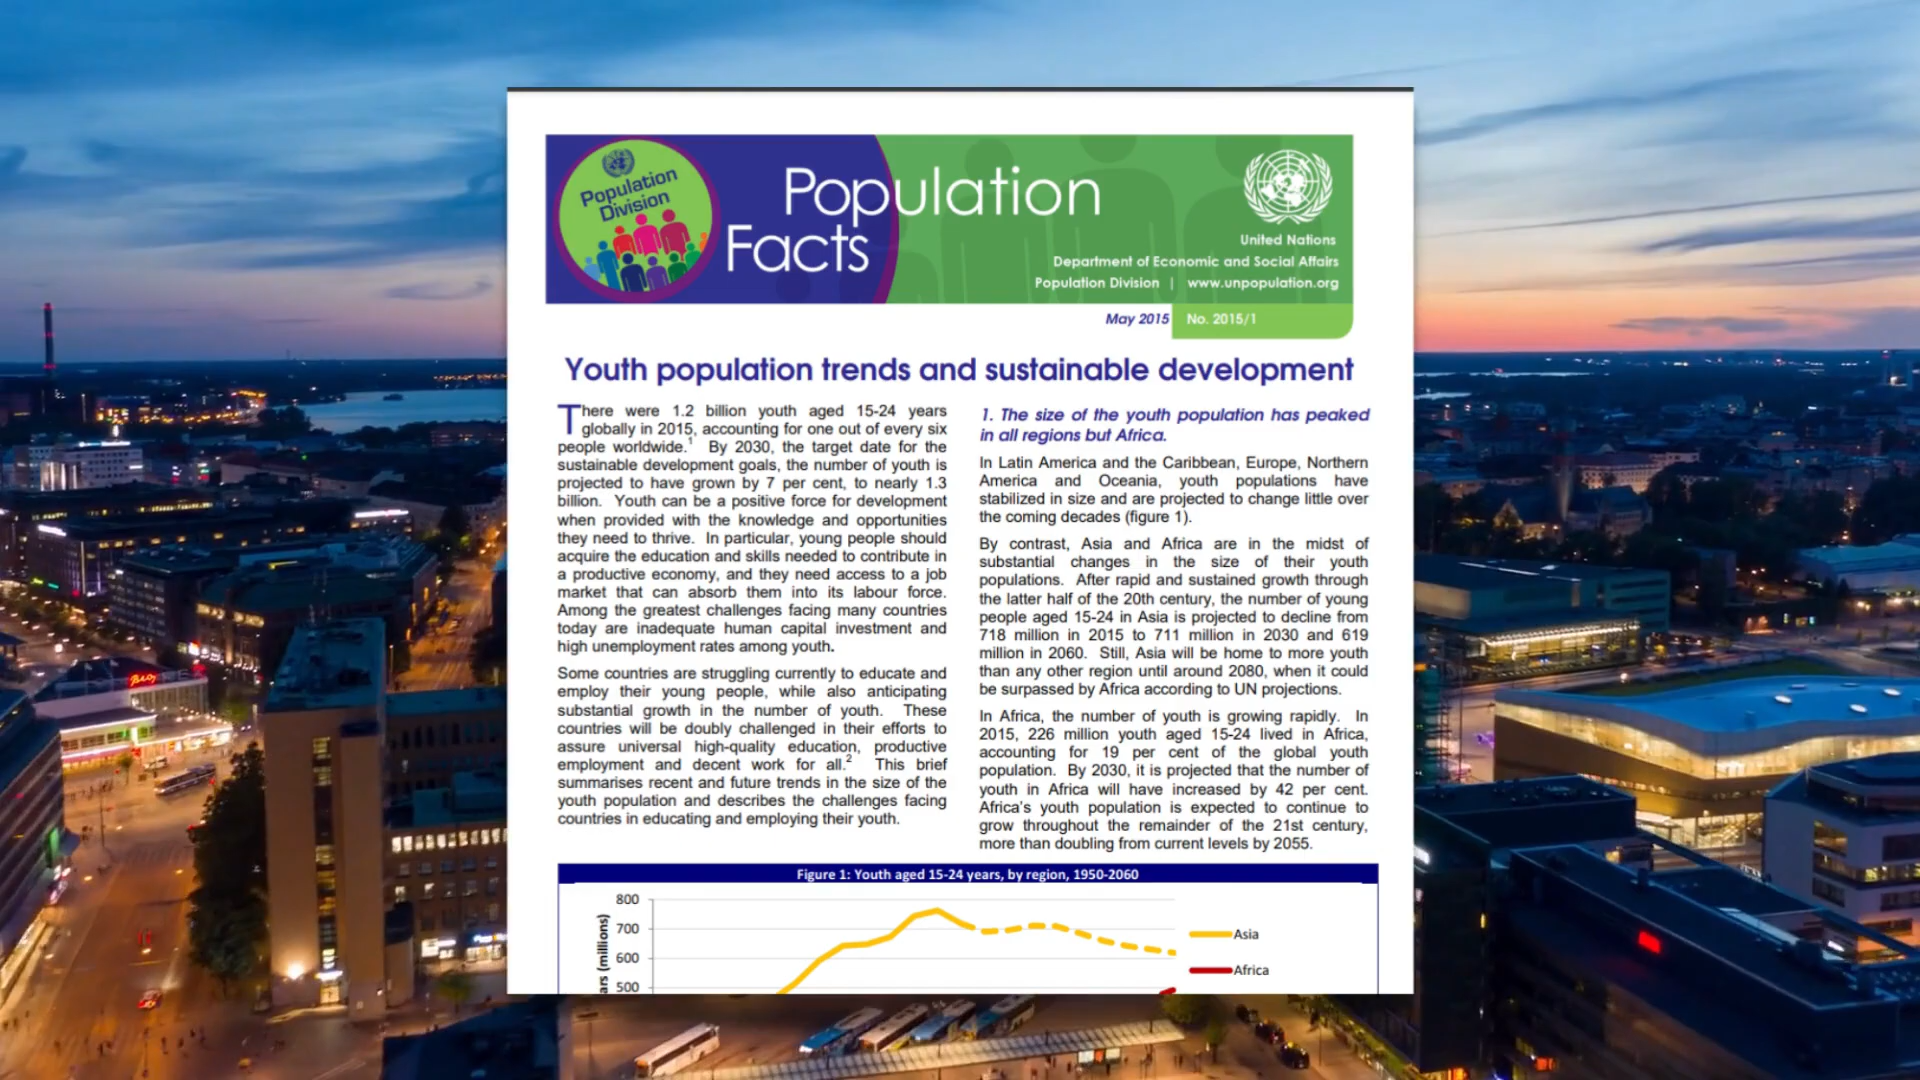 Population
Division
Population
Facts
United Nations
Department of Economic and Social Affairs
Population Division | www.unpopulation.org
May 2015 No. 2015/1
Youth population trends and sustainable development
There were 1.2 billion youth aged 15-24 years
globally in 2015, accounting for one out of every six
people worldwide.1 By 2030, the target date for the
sustainable development goals, the number of youth is
projected to have grown by 7 per cent, to nearly 1.3
billion. Youth can be a positive force for development
when provided with the knowledge and opportunities
they need to thrive. In particular, young people should
acquire the education and skills needed to contribute in
a productive economy, and they need access to a job
market that can absorb them into its labour force.
Among the greatest challenges facing many countries
today are inadequate human capital investment and
high unemployment rates among youth.
Some countries are struggling currently to educate and
employ their young people, while also anticipating
substantial growth in the number of youth. These
countries will be doubly challenged in their efforts to
assure universal high-quality education, productive
employment and decent work for all.2 This brief
summarises recent and future trends in the size of the
youth population and describes the challenges facing
countries in educating and employing their youth.
1. The size of the youth population has peaked
in all regions but Africa.
In Latin America and the Caribbean, Europe, Northern
America and Oceania, youth populations have
stabilized in size and are projected to change little over
the coming decades (figure 1).
By contrast, Asia and Africa are in the midst of
substantial changes in the size of their youth
populations. After rapid and sustained growth through
the latter half of the 20th century, the number of young
people aged 15-24 in Asia is projected to decline from
718 million in 2015 to 711 million in 2030 and 619
million in 2060. Still, Asia will be home to more youth
than any other region until around 2080, when it could
be surpassed by Africa according to UN projections.
In Africa, the number of youth is growing rapidly. In
2015, 226 million youth aged 15-24 lived in Africa,
accounting for 19 per cent of the global youth
population. By 2030, it is projected that the number of
youth in Africa will have increased by 42 per cent.
Africa's youth population is expected to continue to
grow throughout the remainder of the 21st century,
more than doubling from current levels by 2055.
Figure 1: Youth aged 15-24 years, by region, 1950-2060
800
700
600
500
(millions)
Asia
Africa